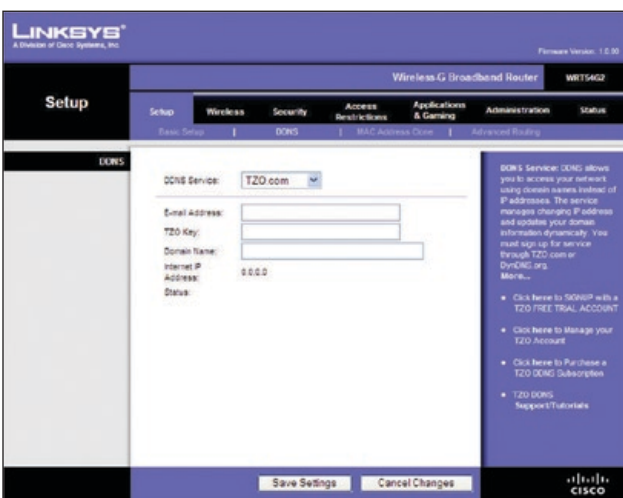 LINKSYS®
A Division of Cisco Systems, Inc.
Firmware Version: 1.0.00
Wireless-G Broadband Router
WRT54G2
Setup
Setup
Wireless
Security
Access Restrictions
Applications & Gaming
Administration
Status
Basic Setup | DDNS | MAC Address Clone | Advanced Routing
DDNS
DDNS Service: TZO.com
E-mail Address:
TZO Key:
Domain Name:
Internet IP Address: 0.0.0.0
Status:
DDNS Service: DDNS allows
you to access your network
using domain names instead of
IP addresses. The service
manages changing IP address
and updates your domain
information dynamically. You
must sign up for service
through TZO.com or
DynDNS.org.
More...
Click here to SIGNUP with a
TZO FREE TRIAL ACCOUNT
Click here to Manage your
TZO Account
Click here to Purchase a
TZO DDNS Subscription
TZO DDNS
Support/Tutorials
Save Settings
Cancel Changes
CISCO